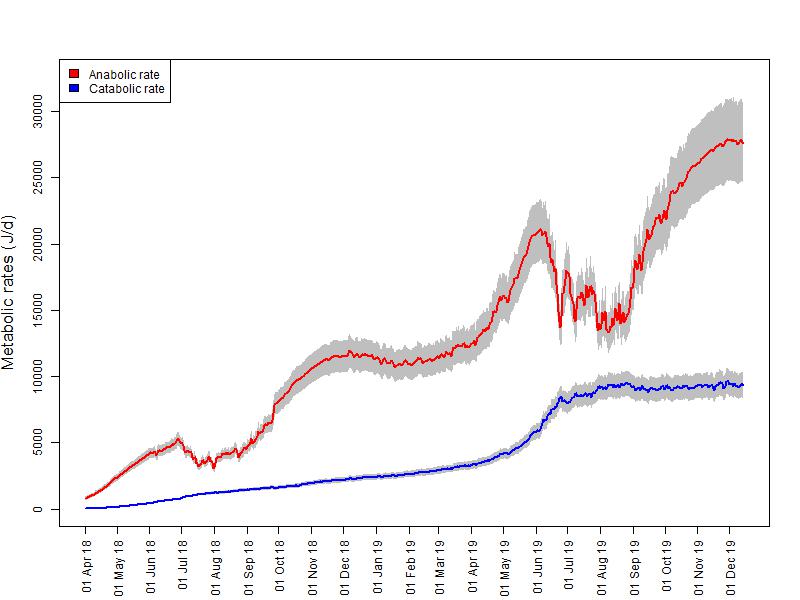 Anabolic rate
Catabolic rate
Metabolic rates (J/d)
30000
25000
20000
15000
10000
5000
0
01 Apr 18
01 May 18
01 Jun 18
01 Jul 18
01 Aug 18
01 Sep 18
01 Oct 18
01 Nov 18
01 Dec 18
01 Jan 19
01 Feb 19
01 Mar 19
01 Apr 19
01 May 19
01 Jun 19
01 Jul 19
01 Aug 19
01 Sep 19
01 Oct 19
01 Nov 19
01 Dec 19